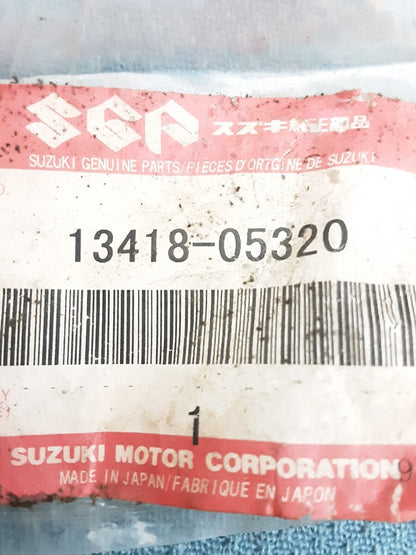 SGP スズキ純正部品
SUZUKI GENUINE PARTS/PIECES D'ORIGINE DE SUZUKI
13418-05320
1
SUZUKI MOTOR CORPORATION
9
MADE IN JAPAN/FABRIQUE EN JAPON